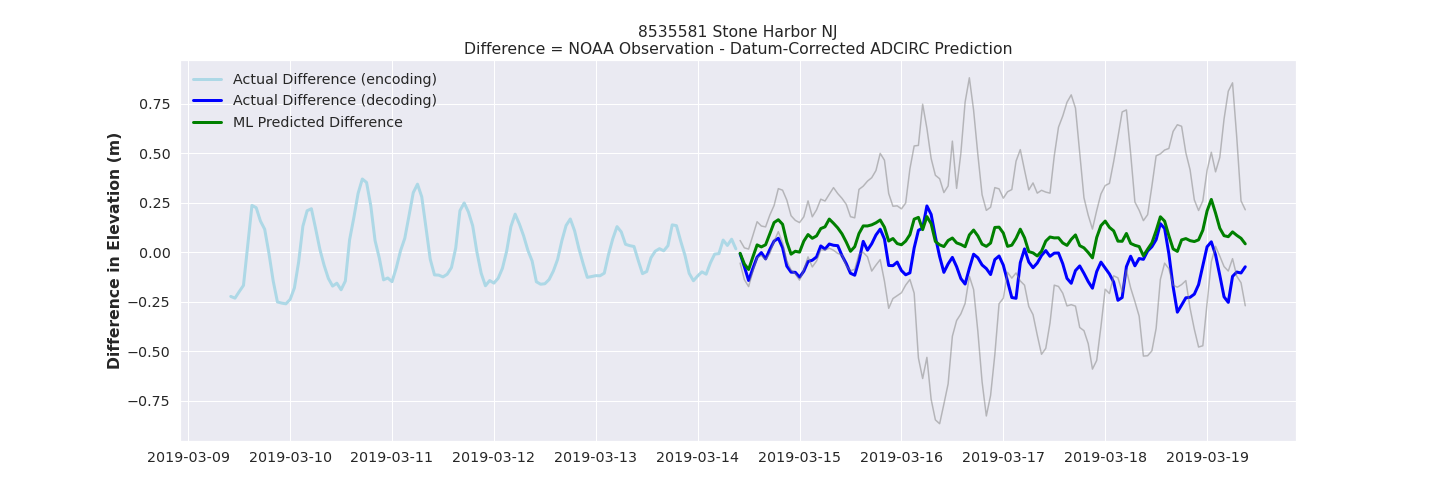 8535581 Stone Harbor NJ
Difference = NOAA Observation - Datum-Corrected ADCIRC Prediction
Actual Difference (encoding)
Actual Difference (decoding)
ML Predicted Difference
Difference in Elevation (m)
0.75
0.50
0.25
0.00
−0.25
−0.50
−0.75
2019-03-09 2019-03-10 2019-03-11 2019-03-12 2019-03-13 2019-03-14 2019-03-15 2019-03-16 2019-03-17 2019-03-18 2019-03-19